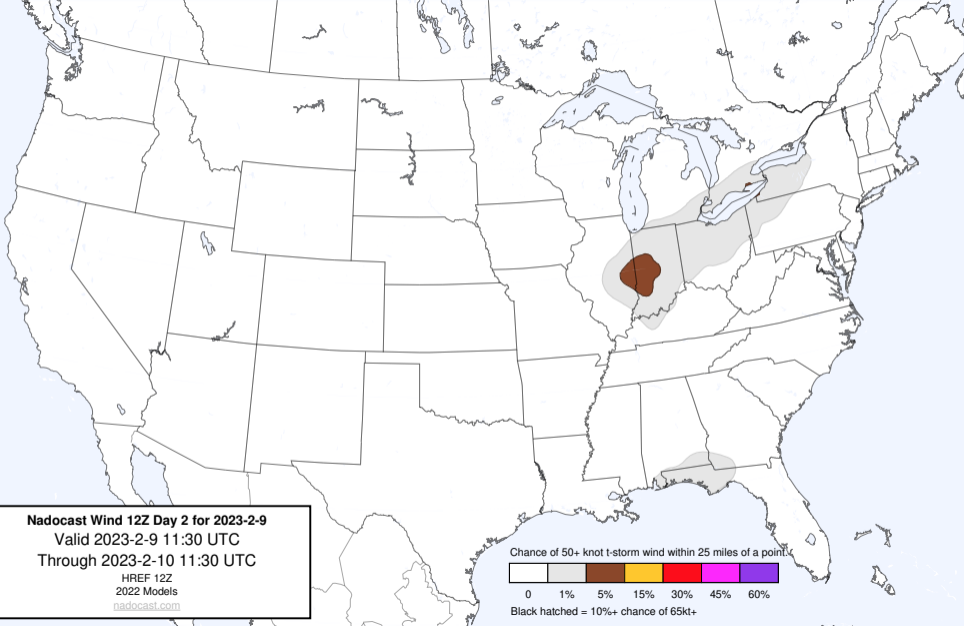 Nadocast Wind 12Z Day 2 for 2023-2-9
Valid 2023-2-9 11:30 UTC
Through 2023-2-10 11:30 UTC
HREF 12Z
2022 Models
nadocast.com
Chance of 50+ knot t-storm wind within 25 miles of a point.
0 1% 5% 15% 30% 45% 60%
Black hatched = 10%+ chance of 65kt+